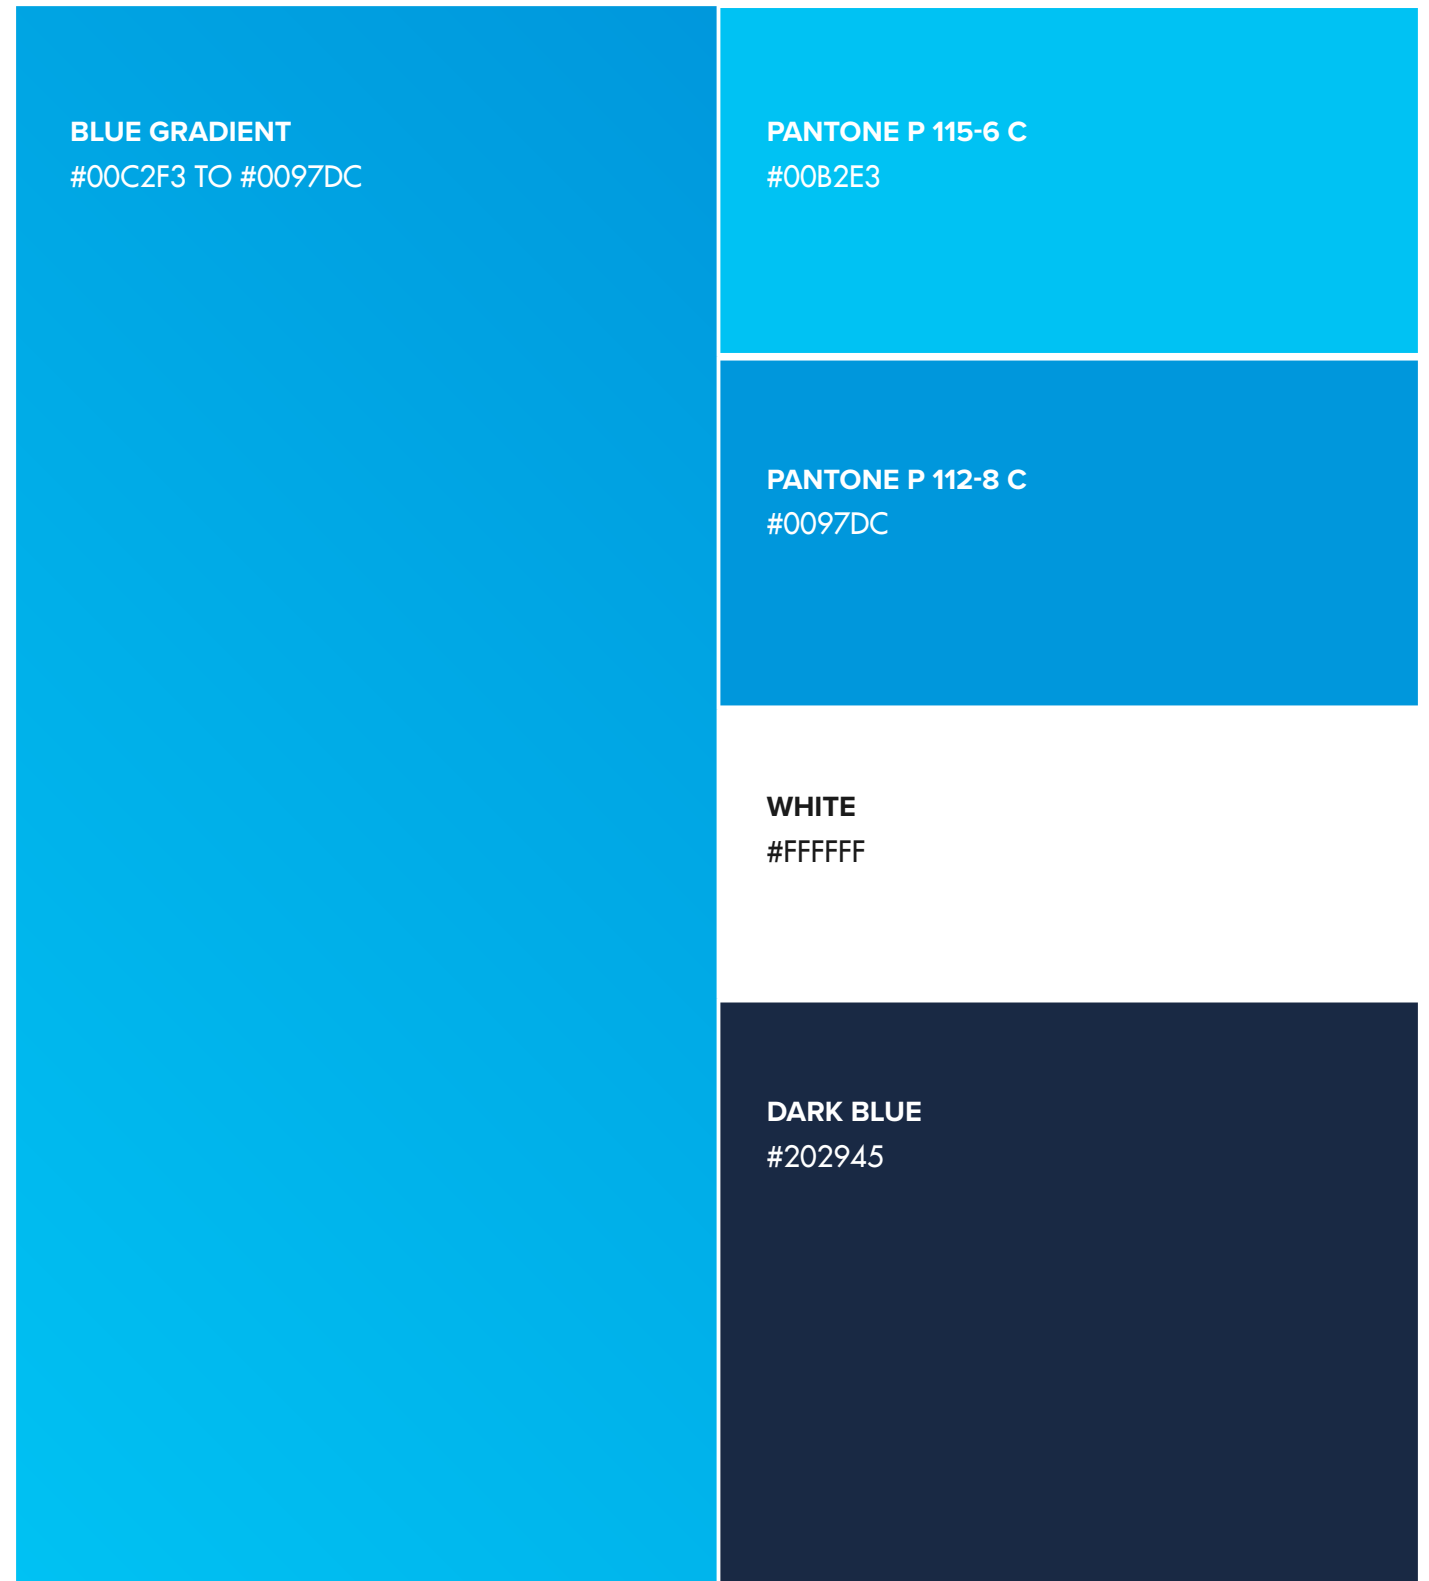 BLUE GRADIENT
#00C2F3 TO #0097DC
PANTONE P 115-6 C
#00B2E3
PANTONE P 112-8 C
#0097DC
WHITE
#FFFFFF
DARK BLUE
#202945